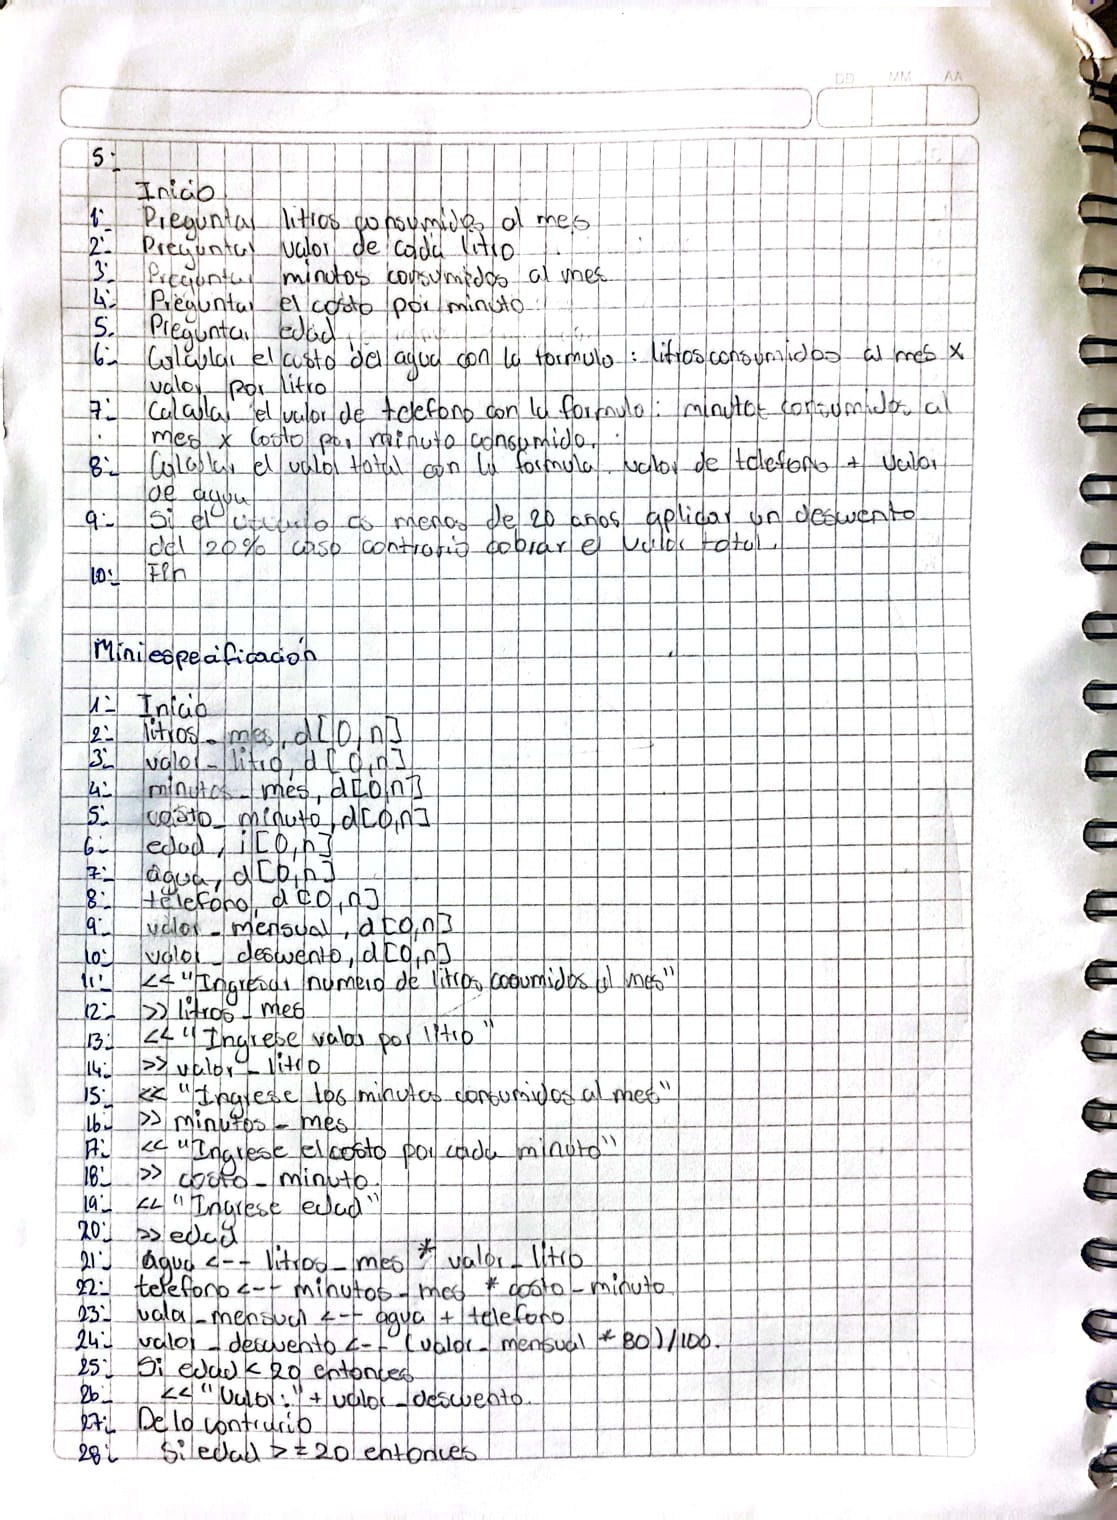 DD MM AA
5:
Inicio
1: Preguntar litros consumidos al mes
2: Preguntar valor de cada litro
3: Preguntar minutos consumidos al mes
4: Preguntar el costo por minuto
5. Preguntar edad
6: Calcular el custo del agua con la formulo: litros consumidos al mes x
valor por litro
7: Calcular el valor de telefono con la formulo: minutos consumidos al
mes x Costo por minuto consumido.
8: Calcular el valor total con la formula. valor de telefono + valor
de agua
9: Si el usuario es menos de 20 años aplicar un descuento
del 20% caso contrario cobrar el valor total.
10: Fin
Miniespecificación
1: Inicio
2: litros_mes, d[0,n]
3: valor_litro, d[0,n]
4: minutos_mes, d[0,n]
5: costo_minuto, d[0,n]
6: edad, i[0,n]
7: agua, d[0,n]
8: telefono, d[0,n]
9: valor_mensual, d[0,n]
10: valor_descuento, d[0,n]
11: << "Ingresar numero de litros cosumidos al mes"
12: >> litros_mes
13: << "Ingrese valor por litro"
14: >> valor_litro
15: << "Ingrese los minutos consumidos al mes"
16: >> minutos_mes
17: << "Ingrese el costo por cada minuto"
18: >> costo_minuto.
19: << "Ingrese edad"
20: >> edad
21: agua <-- litros_mes * valor_litro
22: telefono <-- minutos_mes * costo_minuto
23: valor_mensual <-- agua + telefono
24: valor_descuento <-- (valor_mensual * 80)/100.
25: Si edad < 20 entonces
26: << "Valor:" + valor_descuento.
27: De lo contrario
28: Si edad >= 20 entonces